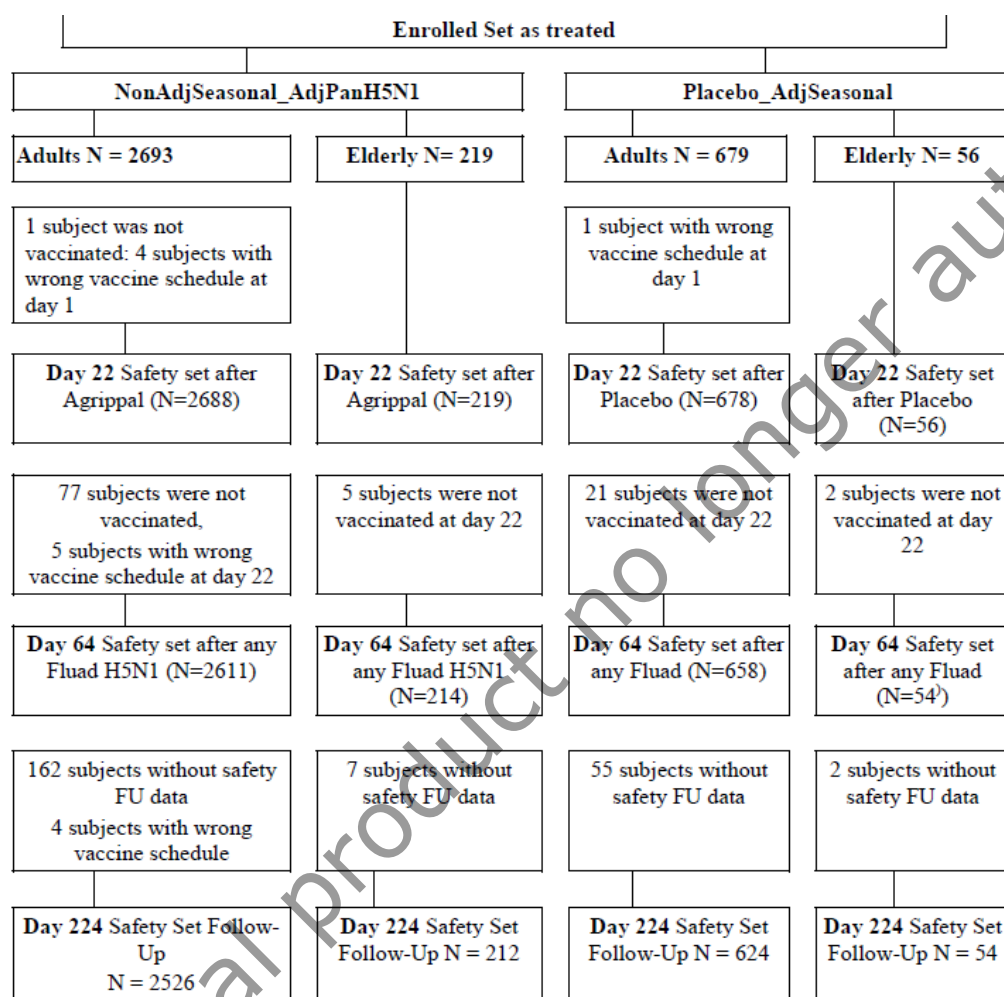 Enrolled Set as treated
NonAdjSeasonal_AdjPanH5N1
Placebo_AdjSeasonal
Adults N = 2693
Elderly N= 219
Adults N = 679
Elderly N= 56
1 subject was not
vaccinated: 4 subjects with
wrong vaccine schedule at
day 1
1 subject with wrong
vaccine schedule at
day 1
Day 22 Safety set after
Agrippal (N=2688)
Day 22 Safety set after
Agrippal (N=219)
Day 22 Safety set after
Placebo (N=678)
Day 22 Safety set
after Placebo
(N=56)
77 subjects were not
vaccinated,
5 subjects with wrong
vaccine schedule at day 22
5 subjects were not
vaccinated at day 22
21 subjects were not
vaccinated at day 22
2 subjects were not
vaccinated at day
22
Day 64 Safety set after any
Fluad H5N1 (N=2611)
Day 64 Safety set after
any Fluad H5N1
(N=214)
Day 64 Safety set after
any Fluad (N=658)
Day 64 Safety set
after any Fluad
(N=54))
162 subjects without safety
FU data
4 subjects with wrong
vaccine schedule
7 subjects without
safety FU data
55 subjects without
safety FU data
2 subjects without
safety FU data
Day 224 Safety Set Follow-
Up
N = 2526
Day 224 Safety Set
Follow-Up N = 212
Day 224 Safety Set
Follow-Up N = 624
Day 224 Safety Set
Follow-Up N = 54
al product no longer aut